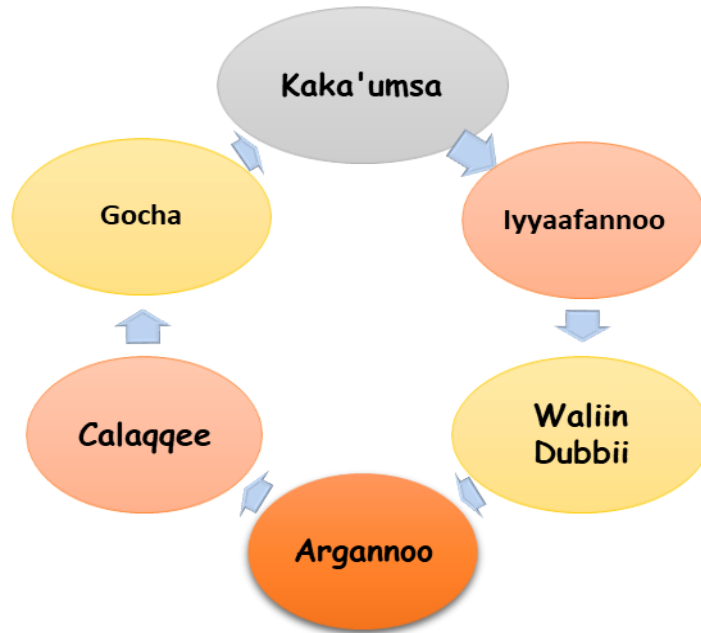 Kaka'umsa
Iyyaafannoo
Waliin
Dubbii
Argannoo
Calaqqee
Gocha